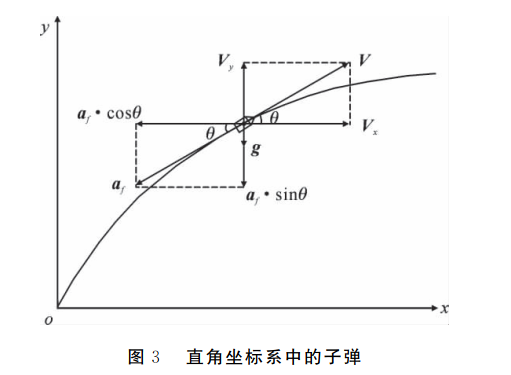 y
V_y
V
a_f · cosθ
θ
θ
V_x
g
a_f
a_f · sinθ
o
x
图 3 直角坐标系中的子弹